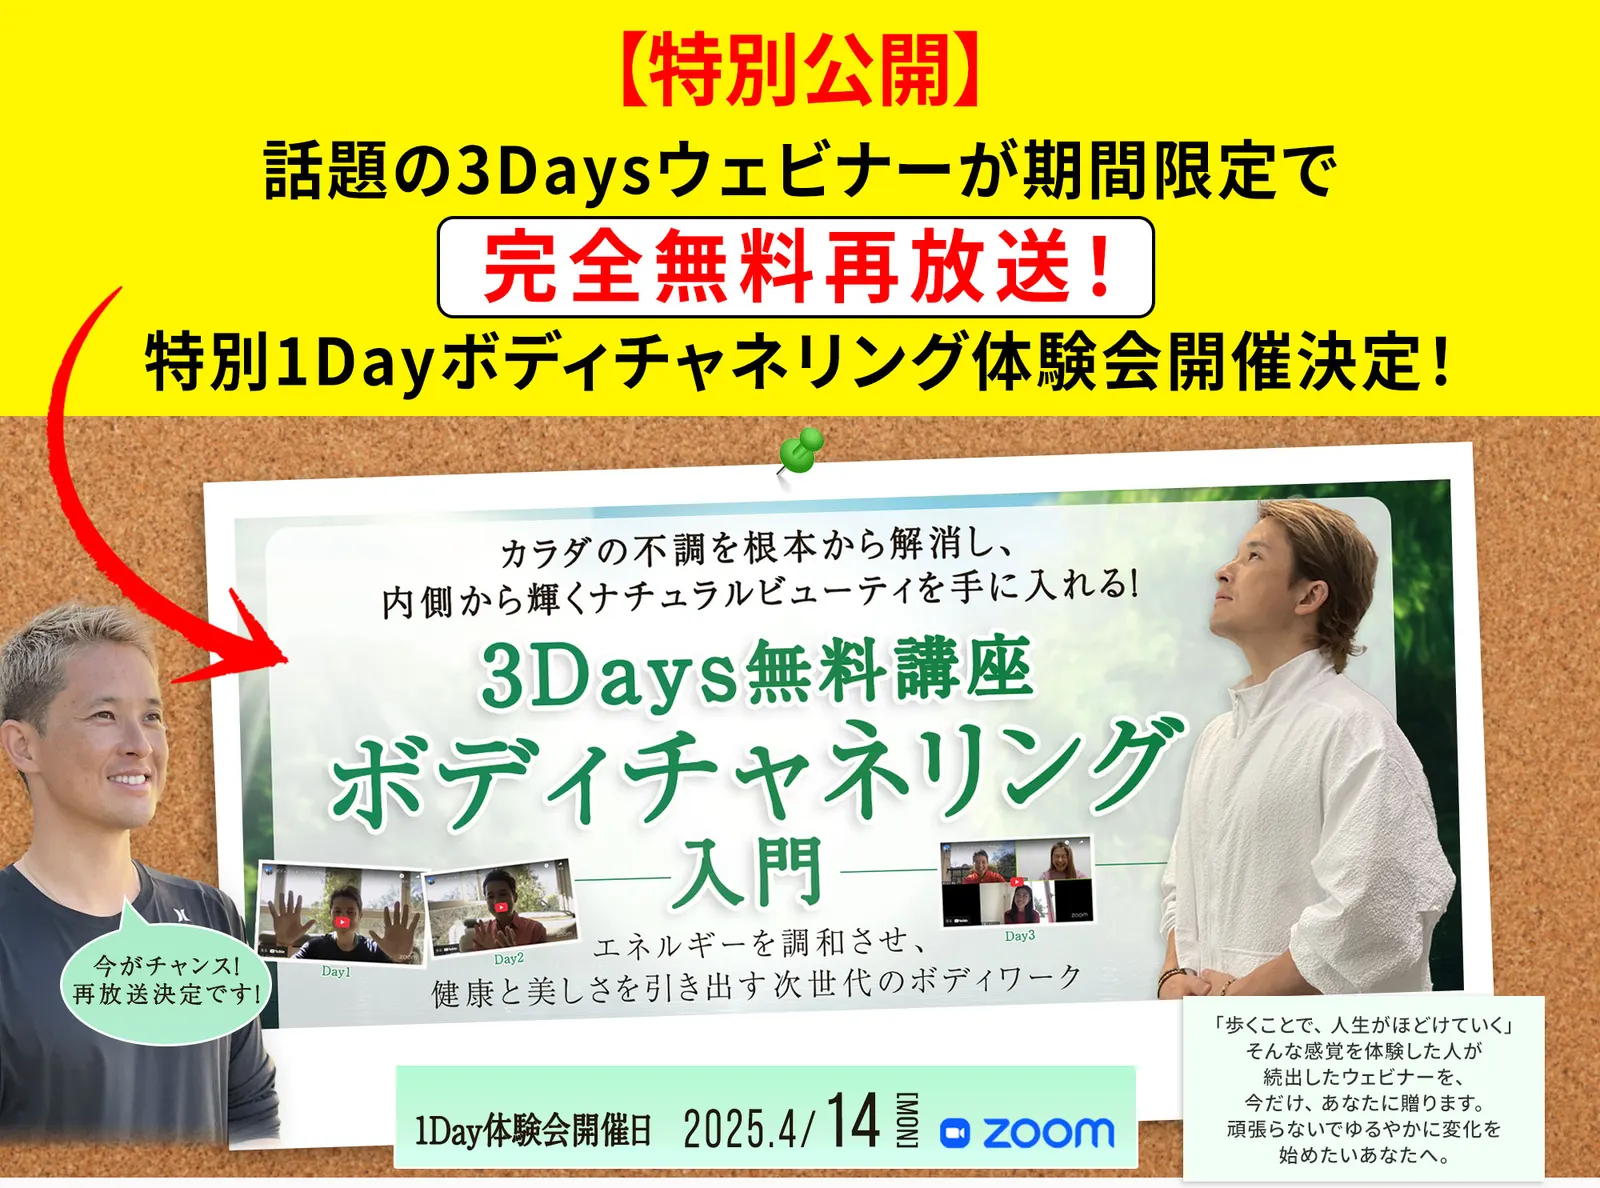 【特別公開】
話題の3Daysウェビナーが期間限定で
完全無料再放送！
特別1Dayボディチャネリング体験会開催決定！
カラダの不調を根本から解消し、
内側から輝くナチュラルビューティを手に入れる！
3Days無料講座
ボディチャネリング
入門
Day1
Day2
Day3
zoom
エネルギーを調和させ、
健康と美しさを引き出す次世代のボディワーク
今がチャンス！
再放送決定です！
1Day体験会開催日 2025.4/14 [MON] zoom
「歩くことで、人生がほどけていく」
そんな感覚を体験した人が
続出したウェビナーを、
今だけ、あなたに贈ります。
頑張らないでゆるやかに変化を
始めたいあなたへ。